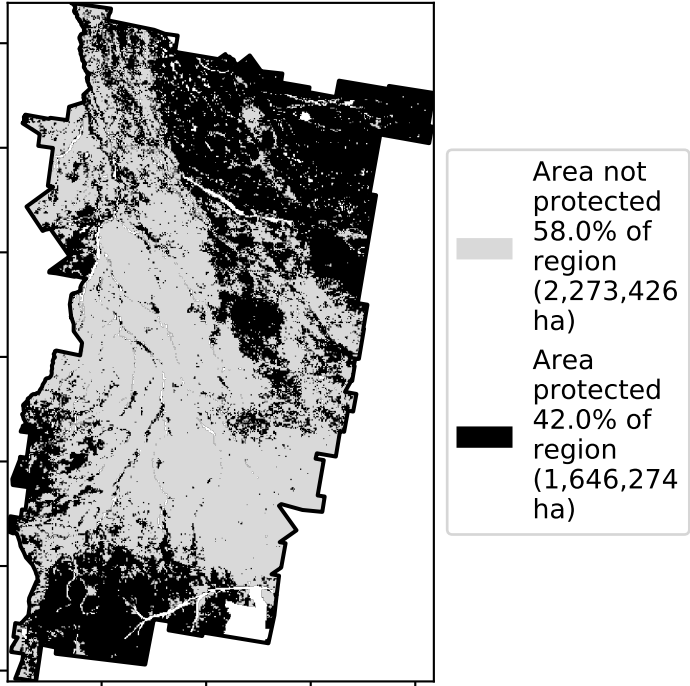 Area not
protected
58.0% of
region
(2,273,426
ha)
Area
protected
42.0% of
region
(1,646,274
ha)